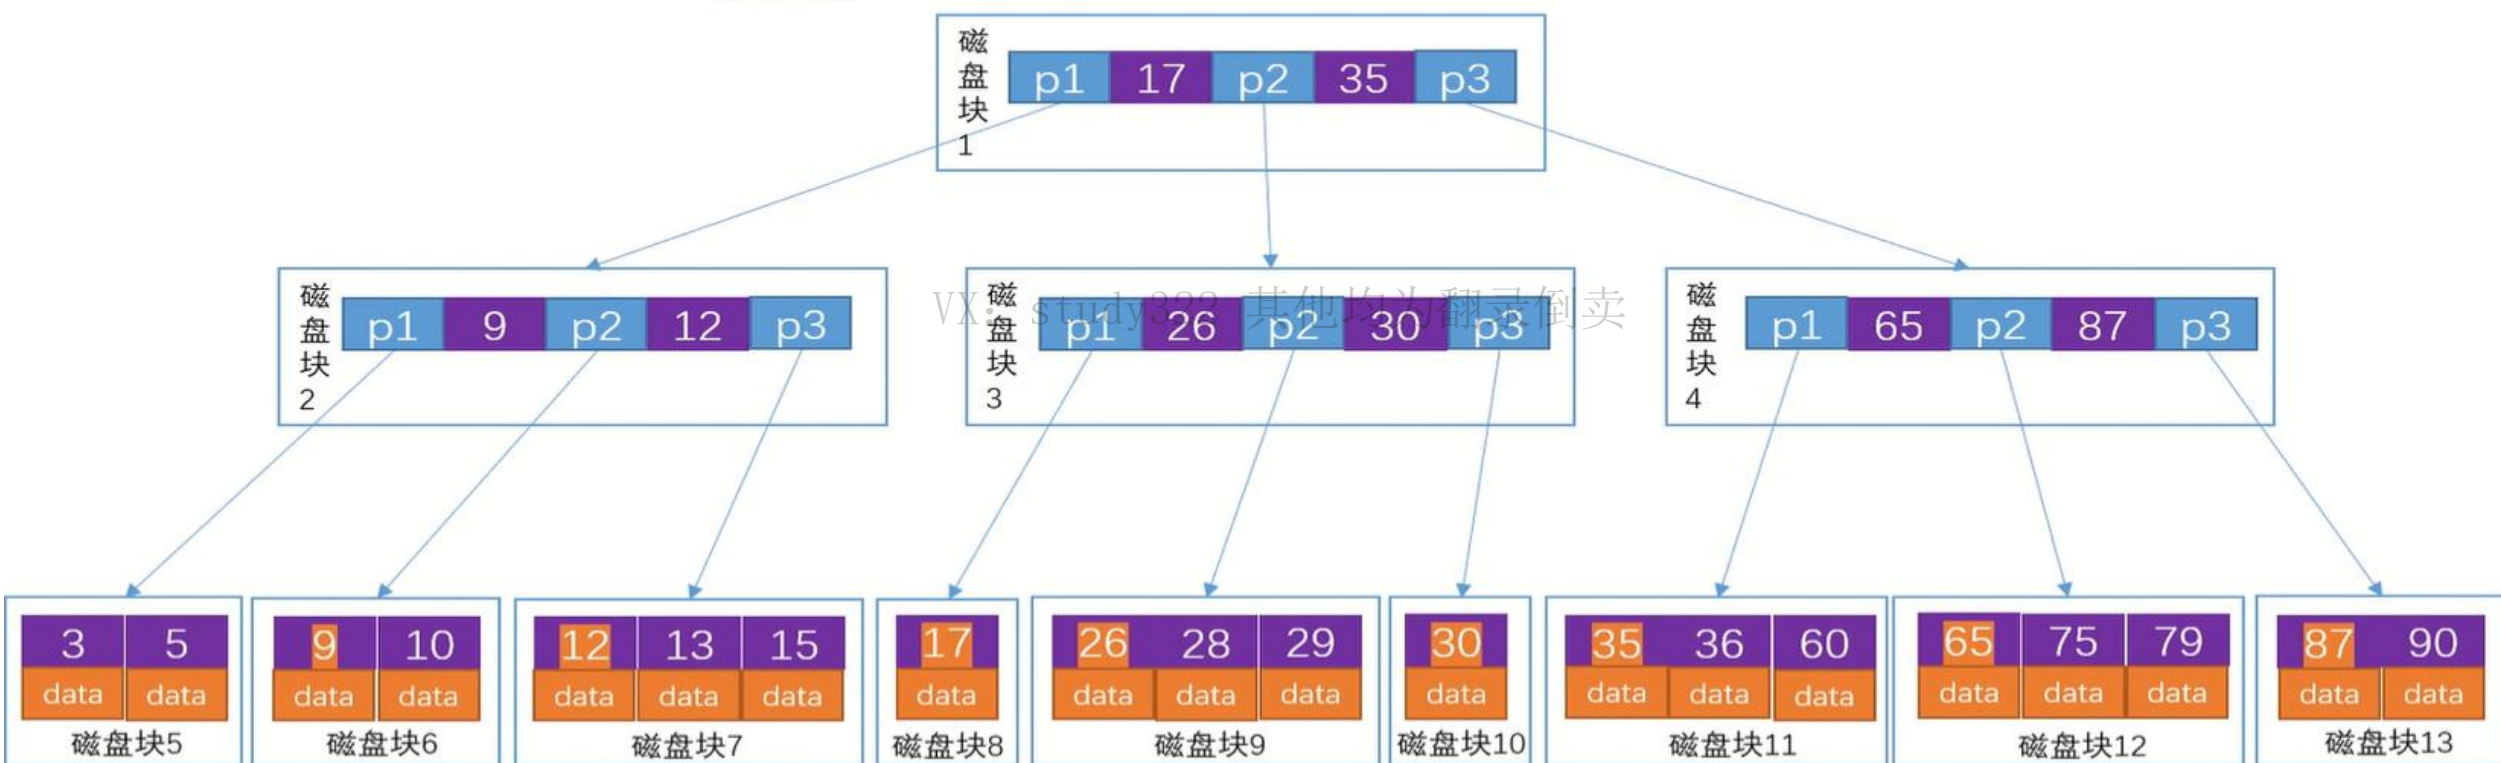 磁盘块1
p1 17 p2 35 p3
磁盘块2
p1 9 p2 12 p3
磁盘块3
p1 26 p2 30 p3
磁盘块4
p1 65 p2 87 p3
VX: study322 其他均为翻录倒卖
3 5
data data
磁盘块5
9 10
data data
磁盘块6
12 13 15
data data data
磁盘块7
17
data
磁盘块8
26 28 29
data data data
磁盘块9
30
data
磁盘块10
35 36 60
data data data
磁盘块11
65 75 79
data data data
磁盘块12
87 90
data data
磁盘块13